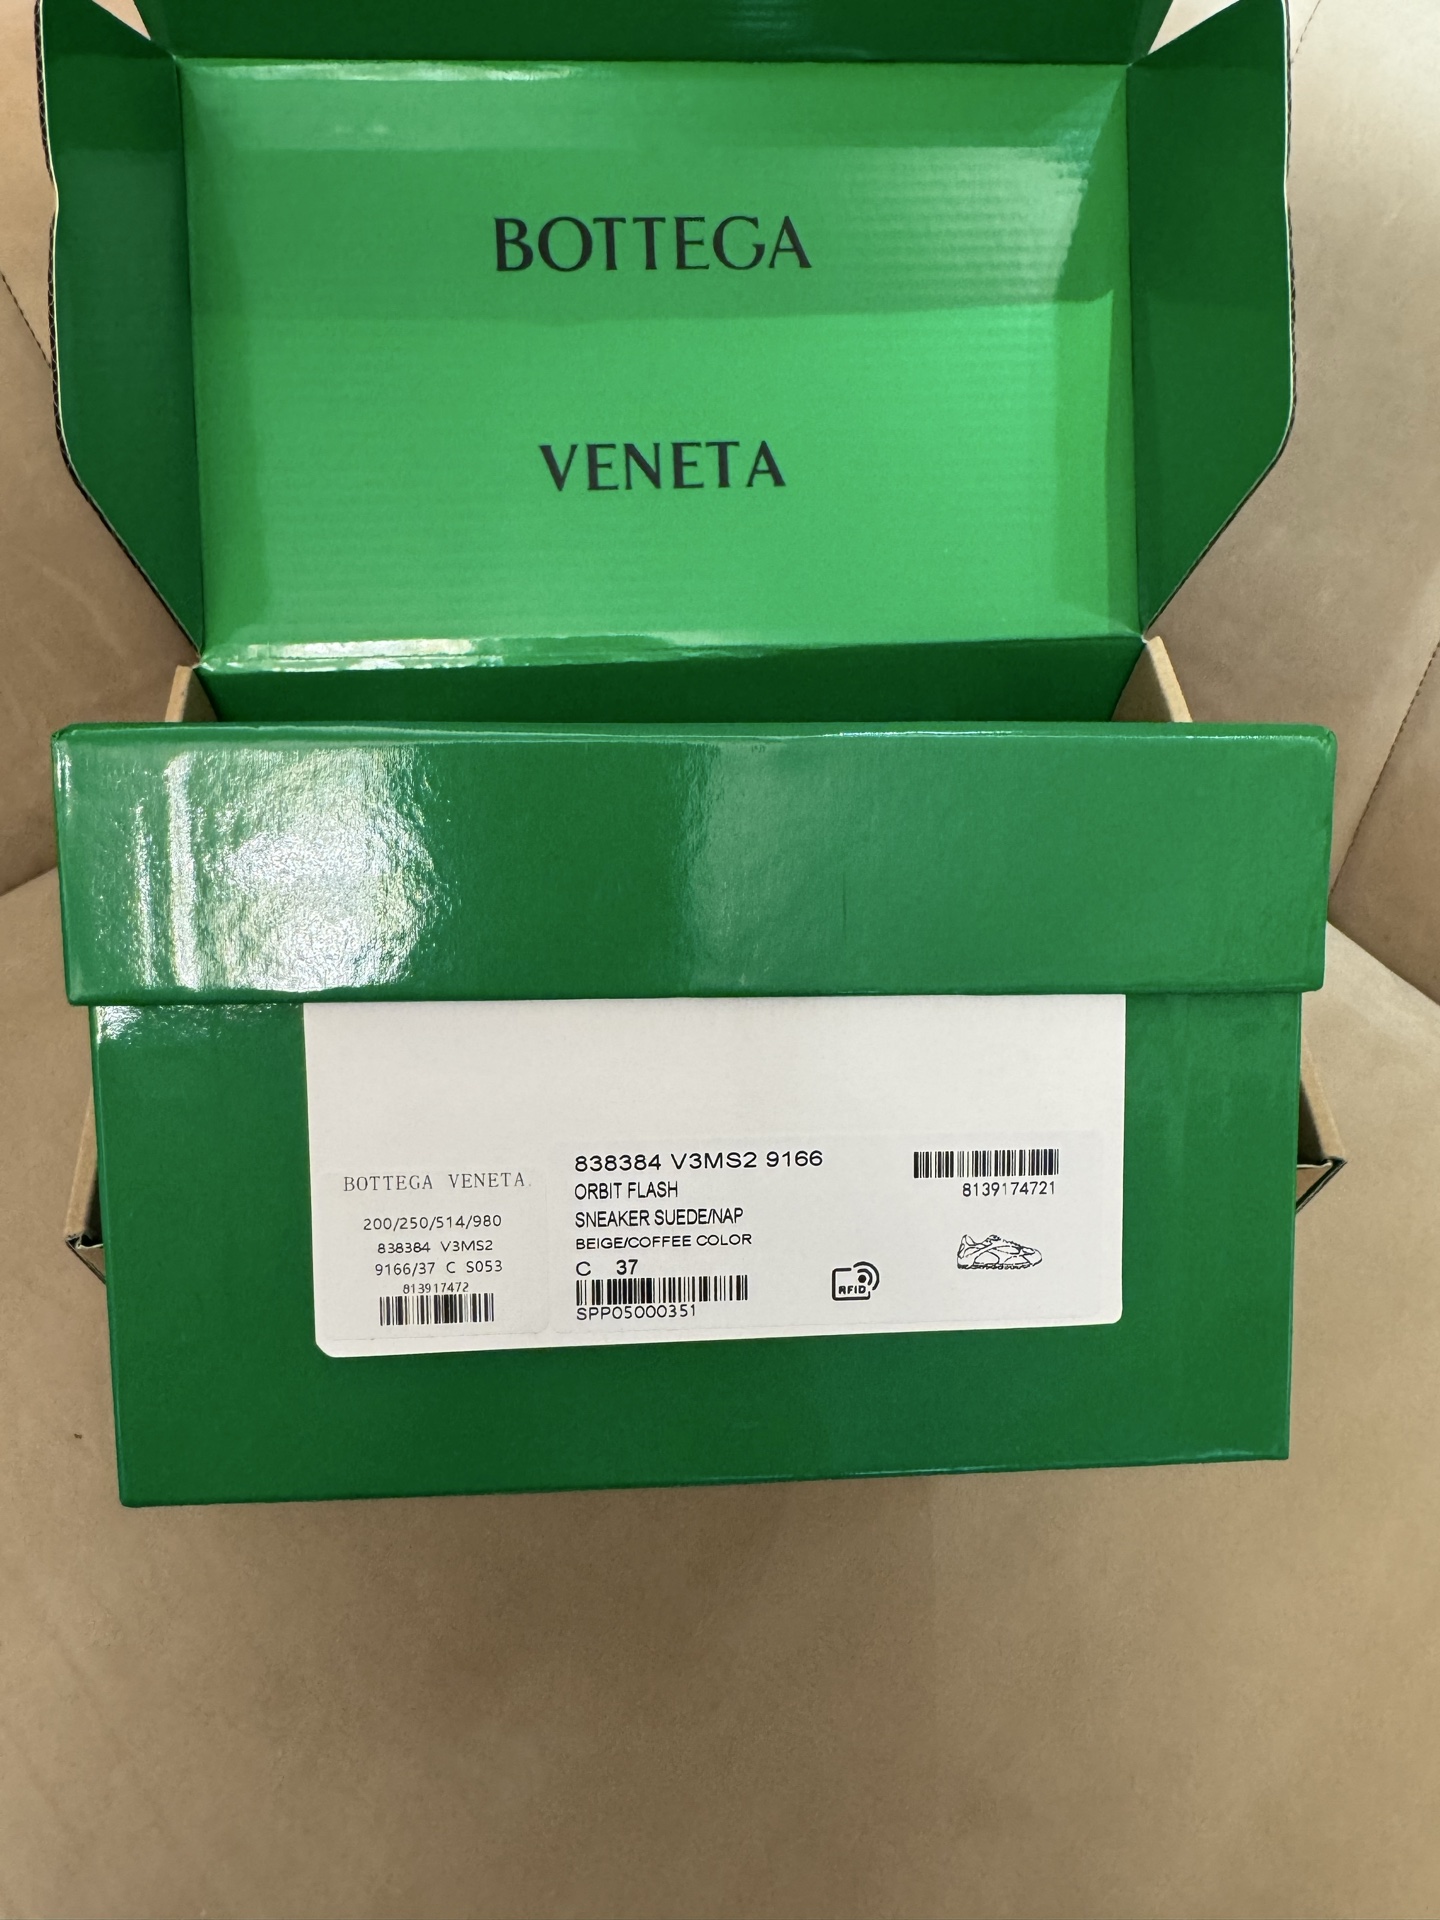 BOTTEGA
VENETA
BOTTEGA VENETA.
200/250/514/980
838384 V3MS2
9166/37 C S053
813917472
838384 V3MS2 9166
ORBIT FLASH
SNEAKER SUEDE/NAP
BEIGE/COFFEE COLOR
C 37
SPP05000351
RFID
8139174721